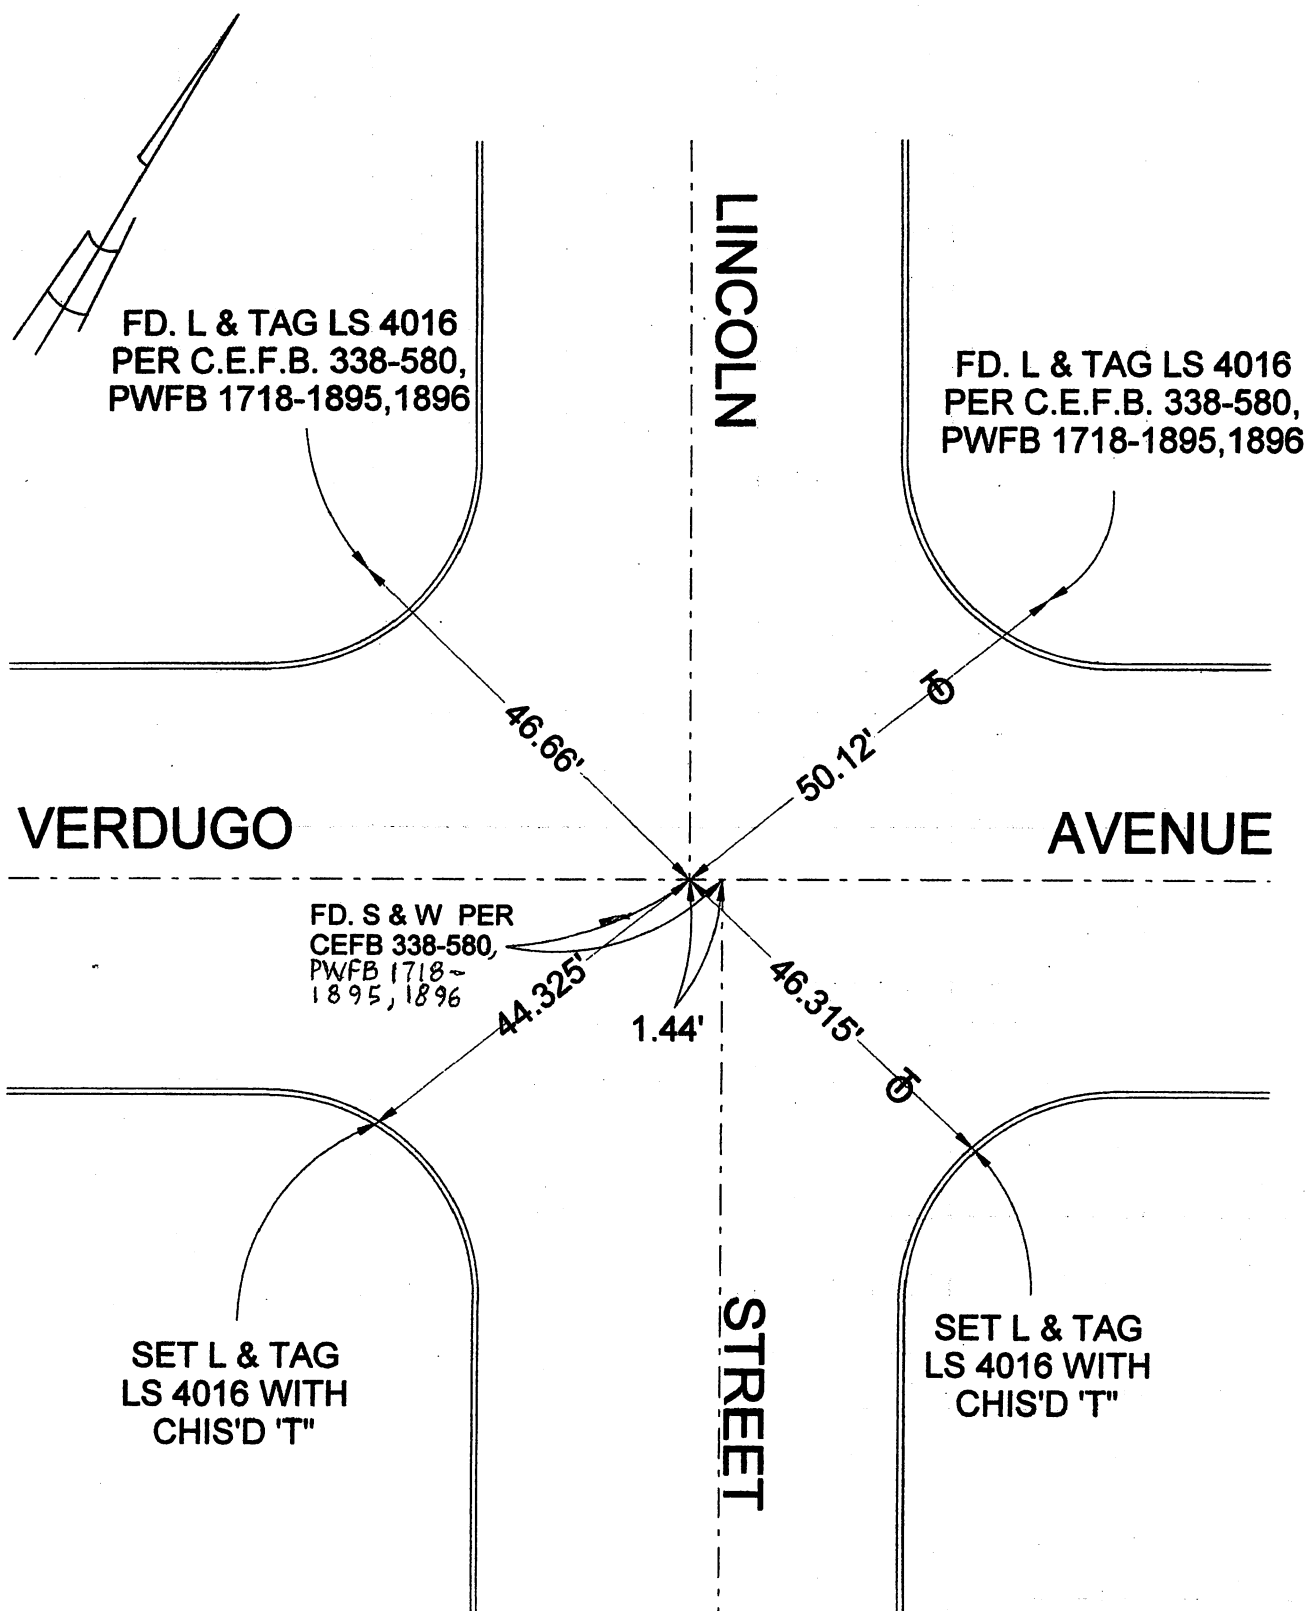 LINCOLN
FD. L & TAG LS 4016
PER C.E.F.B. 338-580,
PWFB 1718-1895,1896
FD. L & TAG LS 4016
PER C.E.F.B. 338-580,
PWFB 1718-1895,1896
46.66'
50.12'
VERDUGO
AVENUE
FD. S & W PER
CEFB 338-580,
PWFB 1718-
1895, 1896
44.325'
1.44'
46.315'
STREET
SET L & TAG
LS 4016 WITH
CHIS'D 'T"
SET L & TAG
LS 4016 WITH
CHIS'D 'T"